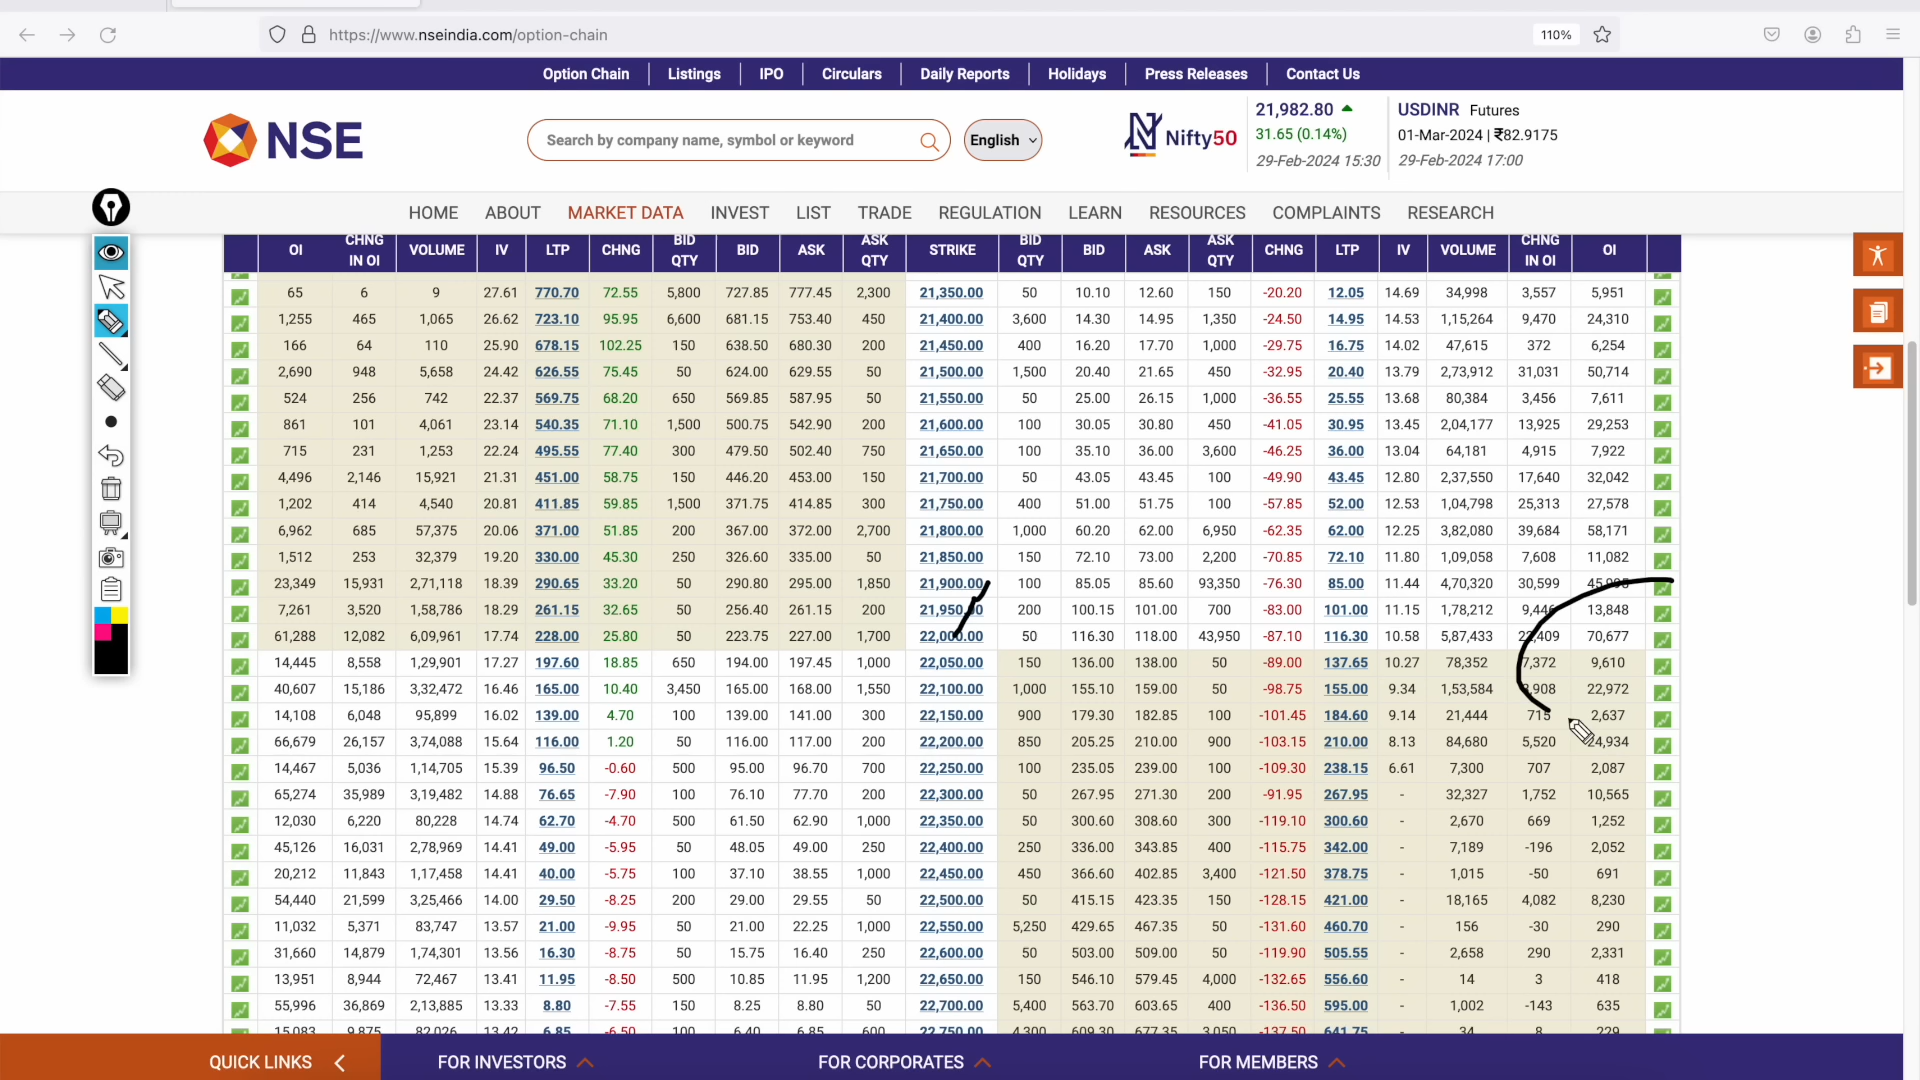 https://www.nseindia.com/option-chain 110%
Option Chain Listings IPO Circulars Daily Reports Holidays Press Releases Contact Us
NSE Search by company name, symbol or keyword English Nifty50 21,982.80 31.65 (0.14%) 29-Feb-2024 15:30 USDINR Futures 01-Mar-2024 | ₹82.9175 29-Feb-2024 17:00
HOME ABOUT MARKET DATA INVEST LIST TRADE REGULATION LEARN RESOURCES COMPLAINTS RESEARCH
OI CHNG IN OI VOLUME IV LTP CHNG BID QTY BID ASK ASK QTY STRIKE BID QTY BID ASK ASK QTY CHNG LTP IV VOLUME CHNG IN OI OI
65 6 9 27.61 770.70 72.55 5,800 727.85 777.45 2,300 21,350.00 50 10.10 12.60 150 -20.20 12.05 14.69 34,998 3,557 5,951
1,255 465 1,065 26.62 723.10 95.95 6,600 681.15 753.40 450 21,400.00 3,600 14.30 14.95 1,350 -24.50 14.95 14.53 1,15,264 9,470 24,310
166 64 110 25.90 678.15 102.25 150 638.50 680.30 200 21,450.00 400 16.20 17.70 1,000 -29.75 16.75 14.02 47,615 372 6,254
2,690 948 5,658 24.42 626.55 75.45 50 624.00 629.55 50 21,500.00 1,500 20.40 21.65 450 -32.95 20.40 13.79 2,73,912 31,031 50,714
524 256 742 22.37 569.75 68.20 650 569.85 587.95 50 21,550.00 50 25.00 26.15 1,000 -36.55 25.55 13.68 80,384 3,456 7,611
861 101 4,061 23.14 540.35 71.10 1,500 500.75 542.90 200 21,600.00 100 30.05 30.80 450 -41.05 30.95 13.45 2,04,177 13,925 29,253
715 231 1,253 22.24 495.55 77.40 300 479.50 502.40 750 21,650.00 100 35.10 36.00 3,600 -46.25 36.00 13.04 64,181 4,915 7,922
4,496 2,146 15,921 21.31 451.00 58.75 150 446.20 453.00 150 21,700.00 50 43.05 43.45 100 -49.90 43.45 12.80 2,37,550 17,640 32,042
1,202 414 4,540 20.81 411.85 59.85 1,500 371.75 414.85 300 21,750.00 400 51.00 51.75 100 -57.85 52.00 12.53 1,04,798 25,313 27,578
6,962 685 57,375 20.06 371.00 51.85 200 367.00 372.00 2,700 21,800.00 1,000 60.20 62.00 6,950 -62.35 62.00 12.25 3,82,080 39,684 58,171
1,512 253 32,379 19.20 330.00 45.30 250 326.60 335.00 50 21,850.00 150 72.10 73.00 2,200 -70.85 72.10 11.80 1,09,058 7,608 11,082
23,349 15,931 2,71,118 18.39 290.65 33.20 50 290.80 295.00 1,850 21,900.00 100 85.05 85.60 93,350 -76.30 85.00 11.44 4,70,320 30,599
7,261 3,520 1,58,786 18.29 261.15 32.65 50 256.40 261.15 200 21,950.00 200 100.15 101.00 700 -83.00 101.00 11.15 1,78,212 9,446 13,848
61,288 12,082 6,09,961 17.74 228.00 25.80 50 223.75 227.00 1,700 22,000.00 50 116.30 118.00 43,950 -87.10 116.30 10.58 5,87,433 70,677
14,445 8,558 1,29,901 17.27 197.60 18.85 650 194.00 197.45 1,000 22,050.00 150 136.00 138.00 50 -89.00 137.65 10.27 78,352 7,372 9,610
40,607 15,186 3,32,472 16.46 165.00 10.40 3,450 165.00 168.00 1,550 22,100.00 1,000 155.10 159.00 50 -98.75 155.00 9.34 1,53,584 22,972
14,108 6,048 95,899 16.02 139.00 4.70 100 139.00 141.00 300 22,150.00 900 179.30 182.85 100 -101.45 184.60 9.14 21,444 715 2,637
66,679 26,157 3,74,088 15.64 116.00 1.20 50 116.00 117.00 200 22,200.00 850 205.25 210.00 900 -103.15 210.00 8.13 84,680 5,520 24,934
14,467 5,036 1,14,705 15.39 96.50 -0.60 500 95.00 96.70 700 22,250.00 100 235.05 239.00 100 -109.30 238.15 6.61 7,300 707 2,087
65,274 35,989 3,19,482 14.88 76.65 -7.90 100 76.10 77.70 200 22,300.00 50 267.95 271.30 200 -91.95 267.95 - 32,327 1,752 10,565
12,030 6,220 80,228 14.74 62.70 -4.70 500 61.50 62.90 1,000 22,350.00 50 300.60 308.60 300 -119.10 300.60 - 2,670 669 1,252
45,126 16,031 2,78,969 14.41 49.00 -5.95 50 48.05 49.00 250 22,400.00 250 336.00 343.85 400 -115.75 342.00 - 7,189 -196 2,052
20,212 11,843 1,17,458 14.41 40.00 -5.75 100 37.10 38.55 1,000 22,450.00 450 366.60 402.85 3,400 -121.50 378.75 - 1,015 -50 691
54,440 21,599 3,25,466 14.00 29.50 -8.25 200 29.00 29.55 50 22,500.00 50 415.15 423.35 150 -128.15 421.00 - 18,165 4,082 8,230
11,032 5,371 83,747 13.57 21.00 -9.95 50 21.00 22.25 1,000 22,550.00 5,250 429.65 467.35 50 -131.60 460.70 - 156 -30 290
31,660 14,879 1,74,301 13.56 16.30 -8.75 50 15.75 16.40 250 22,600.00 50 503.00 509.00 50 -119.90 505.55 - 2,658 290 2,331
13,951 8,944 72,467 13.41 11.95 -8.50 500 10.85 11.95 1,200 22,650.00 150 546.10 579.45 4,000 -132.65 556.60 - 14 3 418
55,996 36,869 2,13,885 13.33 8.80 -7.55 150 8.25 8.80 50 22,700.00 5,400 563.70 603.65 400 -136.50 595.00 - 1,002 -143 635
15,083 9,875 82,026 13.42 6.85 -6.50 100 6.40 6.85 600 22,750.00 4,300 609.30 677.35 3,050 -137.50 641.75 - 34 8 229
QUICK LINKS FOR INVESTORS FOR CORPORATES FOR MEMBERS